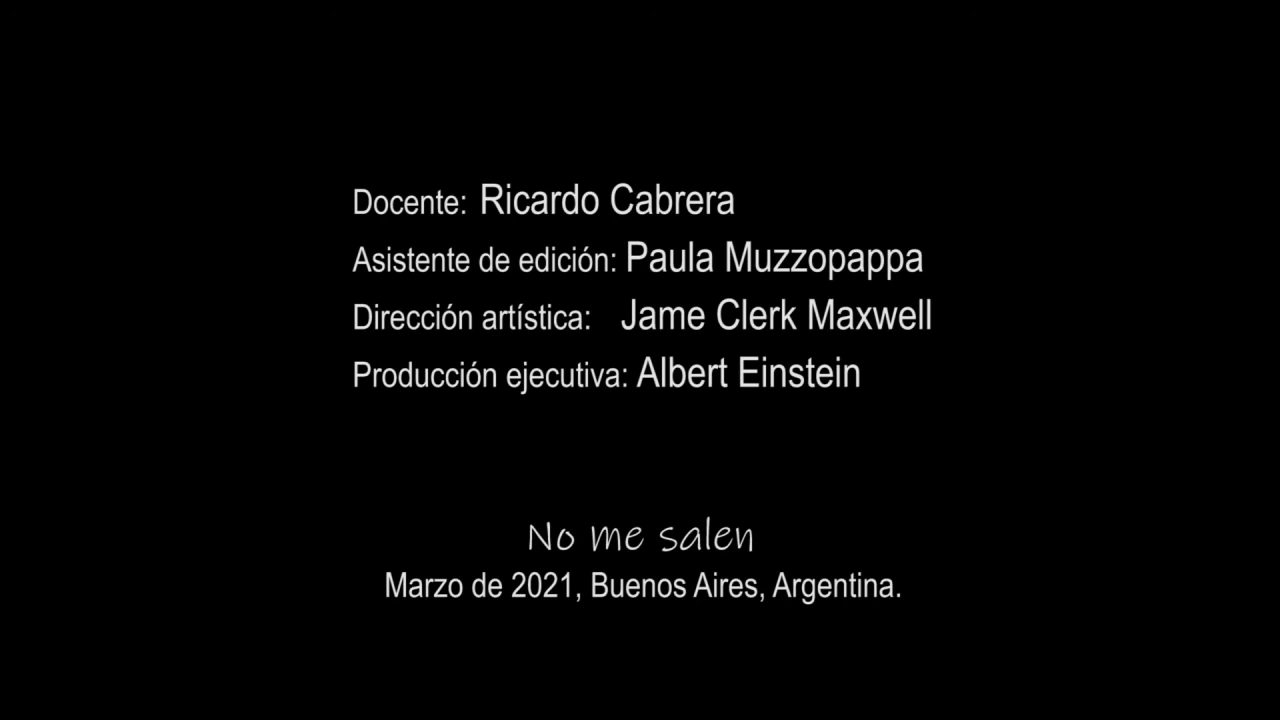 Docente: Ricardo Cabrera
Asistente de edición: Paula Muzzopappa
Dirección artística: Jame Clerk Maxwell
Producción ejecutiva: Albert Einstein
No me salen
Marzo de 2021, Buenos Aires, Argentina.